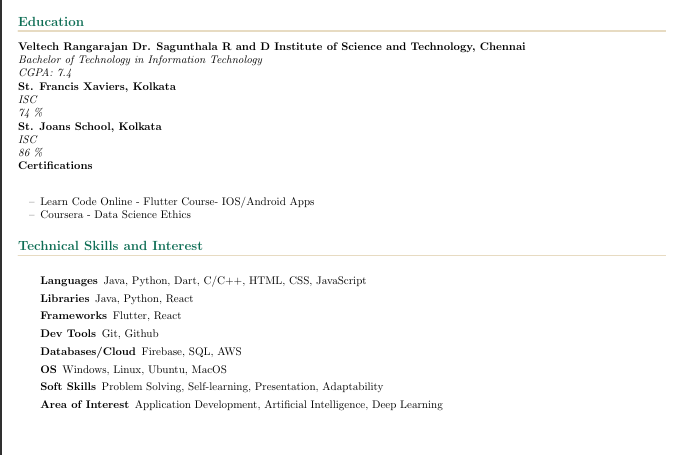 Education
Veltech Rangarajan Dr. Sagunthala R and D Institute of Science and Technology, Chennai
Bachelor of Technology in Information Technology
CGPA: 7.4
St. Francis Xaviers, Kolkata
ISC
74 %
St. Joans School, Kolkata
ISC
86 %
Certifications
– Learn Code Online - Flutter Course- IOS/Android Apps
– Coursera - Data Science Ethics
Technical Skills and Interest
Languages Java, Python, Dart, C/C++, HTML, CSS, JavaScript
Libraries Java, Python, React
Frameworks Flutter, React
Dev Tools Git, Github
Databases/Cloud Firebase, SQL, AWS
OS Windows, Linux, Ubuntu, MacOS
Soft Skills Problem Solving, Self-learning, Presentation, Adaptability
Area of Interest Application Development, Artificial Intelligence, Deep Learning